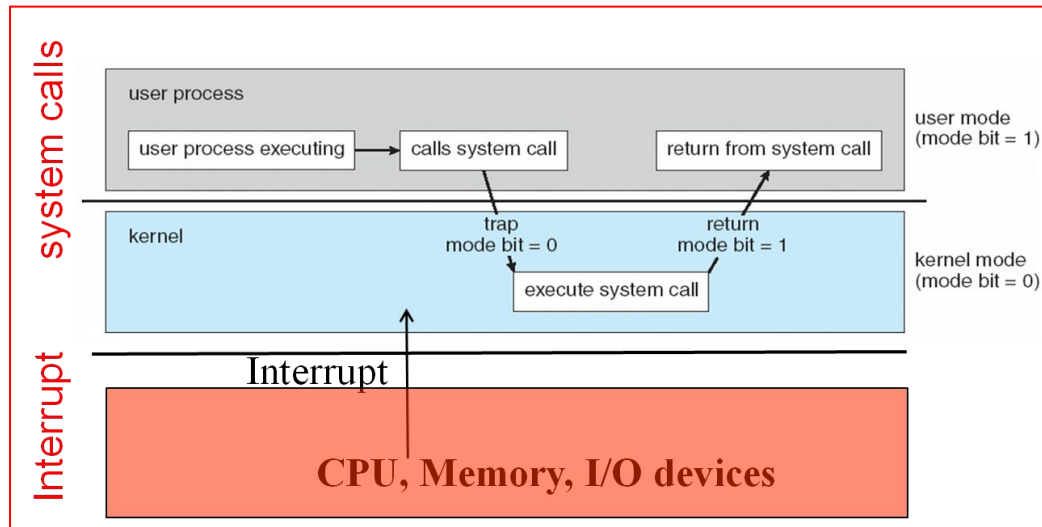 system calls
user process
user process executing
calls system call
return from system call
user mode
(mode bit = 1)
kernel
trap
mode bit = 0
return
mode bit = 1
execute system call
kernel mode
(mode bit = 0)
Interrupt
Interrupt
CPU, Memory, I/O devices